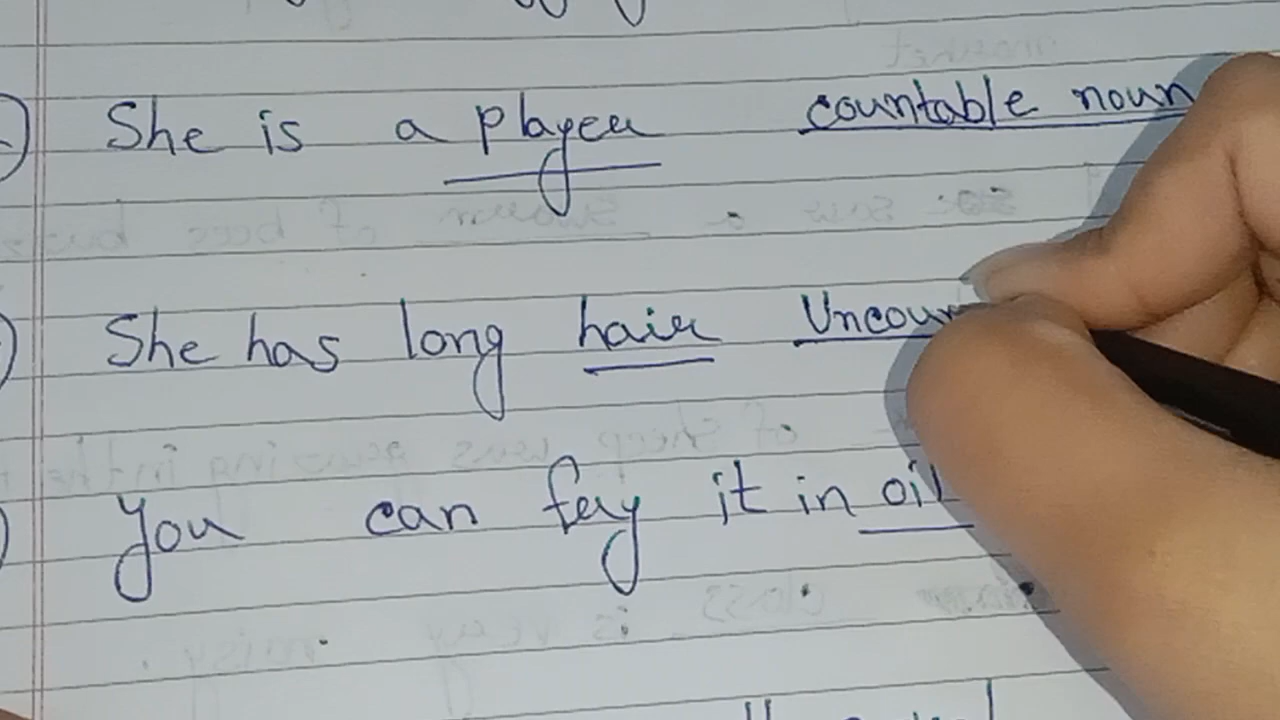 She is a player countable noun
She has long hair Uncoun
You can fry it in oil